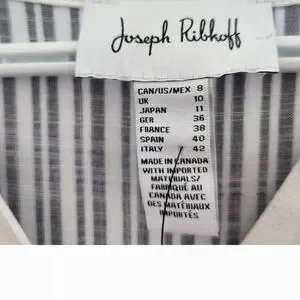 Joseph Ribkoff
CAN/US/MEX 8
UK 10
JAPAN 11
GER 36
FRANCE 38
SPAIN 40
ITALY 42
MADE IN CANADA
WITH IMPORTED
MATERIALS/
FABRIQUÉ AU
CANADA AVEC
DES MATÉRIAUX
IMPORTÉS